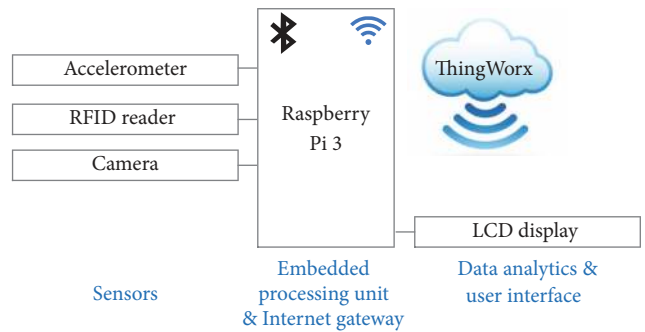 Accelerometer
RFID reader
Camera
Raspberry
Pi 3
ThingWorx
LCD display
Sensors
Embedded
processing unit
& Internet gateway
Data analytics &
user interface